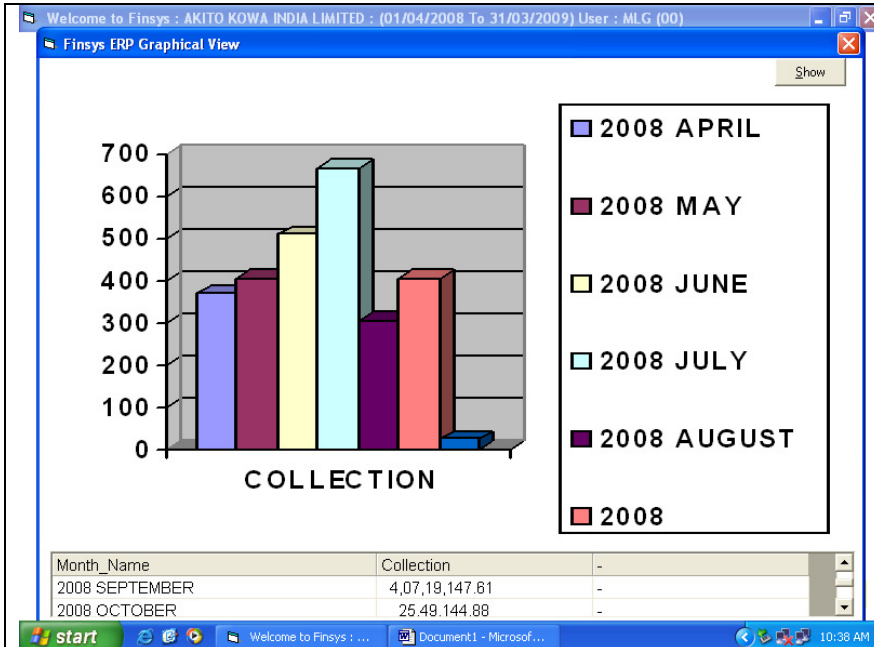 Welcome to Finsys : AKITO KOWA INDIA LIMITED : (01/04/2008 To 31/03/2009) User : MLG (00)
Finsys ERP Graphical View
Show
700
600
500
400
300
200
100
0
COLLECTION
2008 APRIL
2008 MAY
2008 JUNE
2008 JULY
2008 AUGUST
2008
Month_Name Collection -
2008 SEPTEMBER 4,07,19,147.61 -
2008 OCTOBER 25.49.144.88 -
start Welcome to Finsys : ... Document1 - Microsof... 10:38 AM